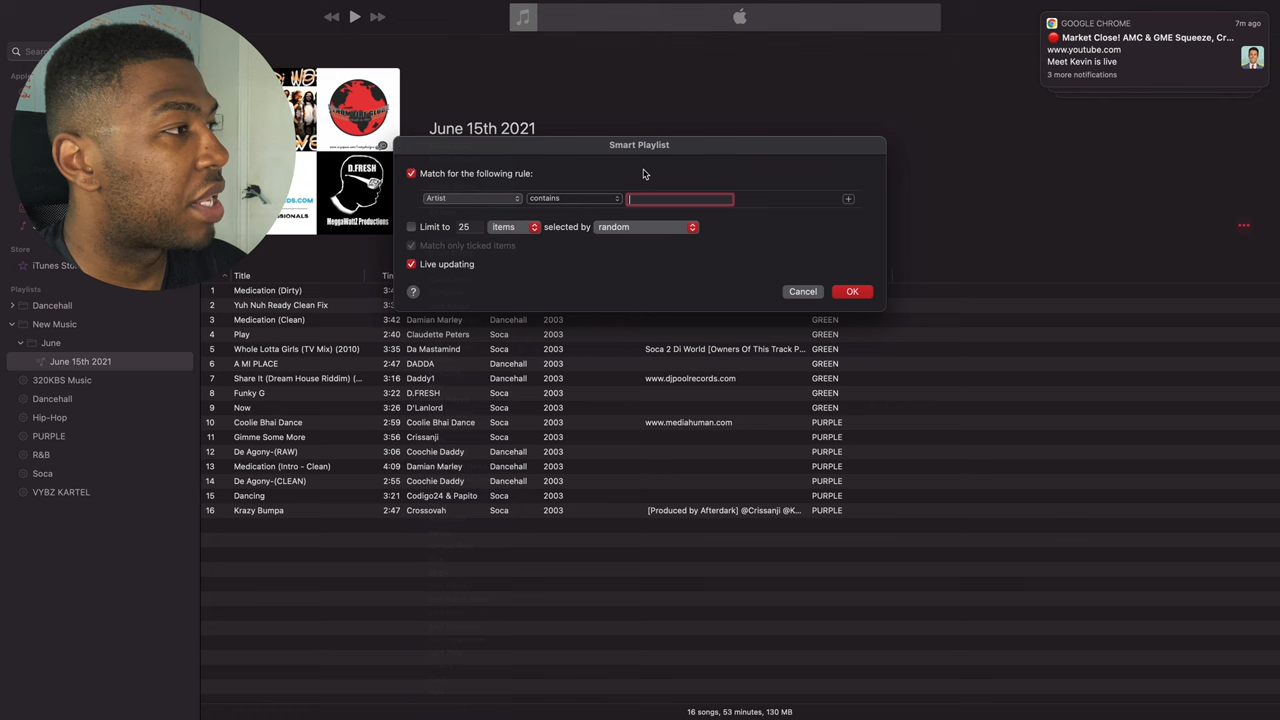 GOOGLE CHROME 7m ago
🔴 Market Close! AMC & GME Squeeze, Cr...
www.youtube.com
Meet Kevin is live
3 more notifications
Sear
Store
iTunes Sto
Playlists
Dancehall
New Music
June
June 15th 2021
320KBS Music
Dancehall
Hip-Hop
PURPLE
R&B
Soca
VYBZ KARTEL
D.FRESH
MeggaWattZ Productions
DS.COM
SIONALS
June 15th 2021
Smart Playlist
Match for the following rule:
Artist contains
Limit to 25 items selected by random
Match only ticked items
Live updating
? Cancel OK
Title Tim
1 Medication (Dirty) 3:4
2 Yuh Nuh Ready Clean Fix 3:3
3 Medication (Clean) 3:42 Damian Marley Dancehall 2003 GREEN
4 Play 2:40 Claudette Peters Soca 2003 GREEN
5 Whole Lotta Girls (TV Mix) (2010) 3:35 Da Mastamind Soca 2003 Soca 2 Di World [Owners Of This Track P... GREEN
6 A MI PLACE 2:47 DADDA Dancehall 2003 GREEN
7 Share It (Dream House Riddim) (... 3:16 Daddy1 Dancehall 2003 www.djpoolrecords.com GREEN
8 Funky G 3:22 D.FRESH Soca 2003 GREEN
9 Now 3:26 D'Lanlord Soca 2003 GREEN
10 Coolie Bhai Dance 2:59 Coolie Bhai Dance Soca 2003 www.mediahuman.com PURPLE
11 Gimme Some More 3:56 Crissanji Soca 2003 PURPLE
12 De Agony-(RAW) 3:06 Coochie Daddy Dancehall 2003 PURPLE
13 Medication (Intro - Clean) 4:09 Damian Marley Dancehall 2003 PURPLE
14 De Agony-(CLEAN) 2:55 Coochie Daddy Dancehall 2003 PURPLE
15 Dancing 3:21 Codigo24 & Papito Soca 2003 PURPLE
16 Krazy Bumpa 2:47 Crossovah Soca 2003 [Produced by Afterdark] @Crissanji @K... PURPLE
16 songs, 53 minutes, 130 MB